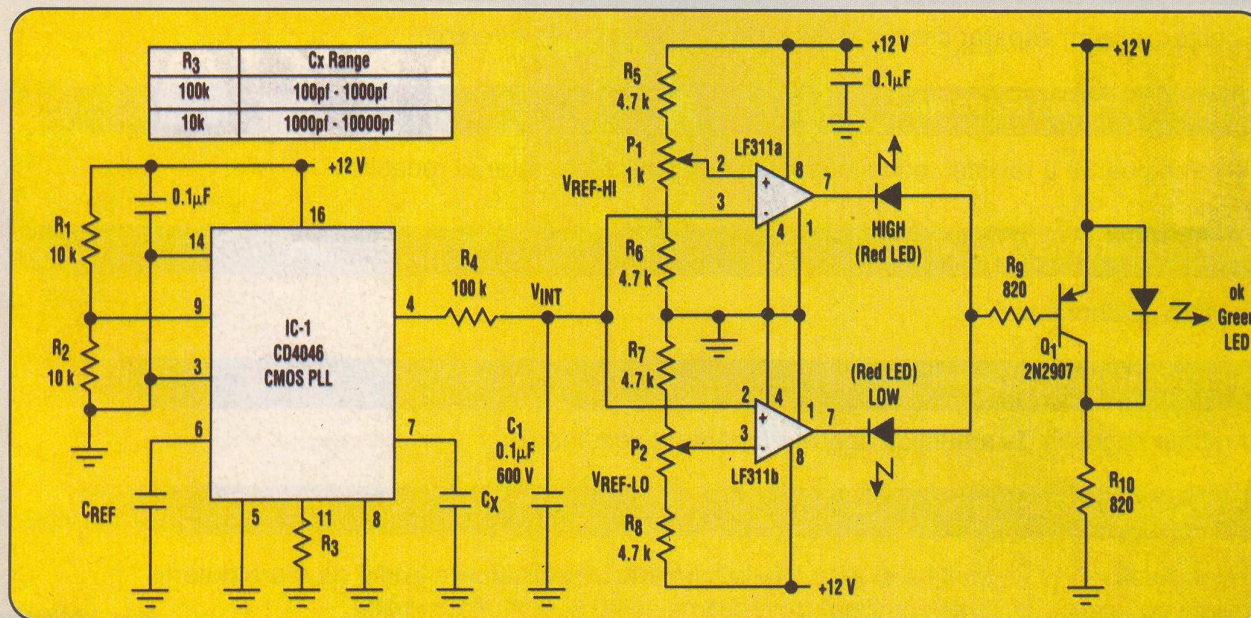 R3 Cx Range
100k 100pf - 1000pf
10k 1000pf - 10000pf
+12 V
0.1µF
R1
10 k
R2
10 k
16
14
9
3
6
4
7
5
11
8
IC-1
CD4046
CMOS PLL
R3
CREF
CX
R4
100 k
VINT
C1
0.1µF
600 V
+12 V
0.1µF
R5
4.7 k
P1
1 k
VREF-HI
R6
4.7 k
R7
4.7 k
P2
VREF-LO
R8
4.7 k
LF311a
2
3
+
-
8
7
4
1
HIGH
(Red LED)
(Red LED)
LOW
2
3
+
-
4
1
7
8
LF311b
+12 V
+12 V
R9
820
Q1
2N2907
ok
Green
LED
R10
820